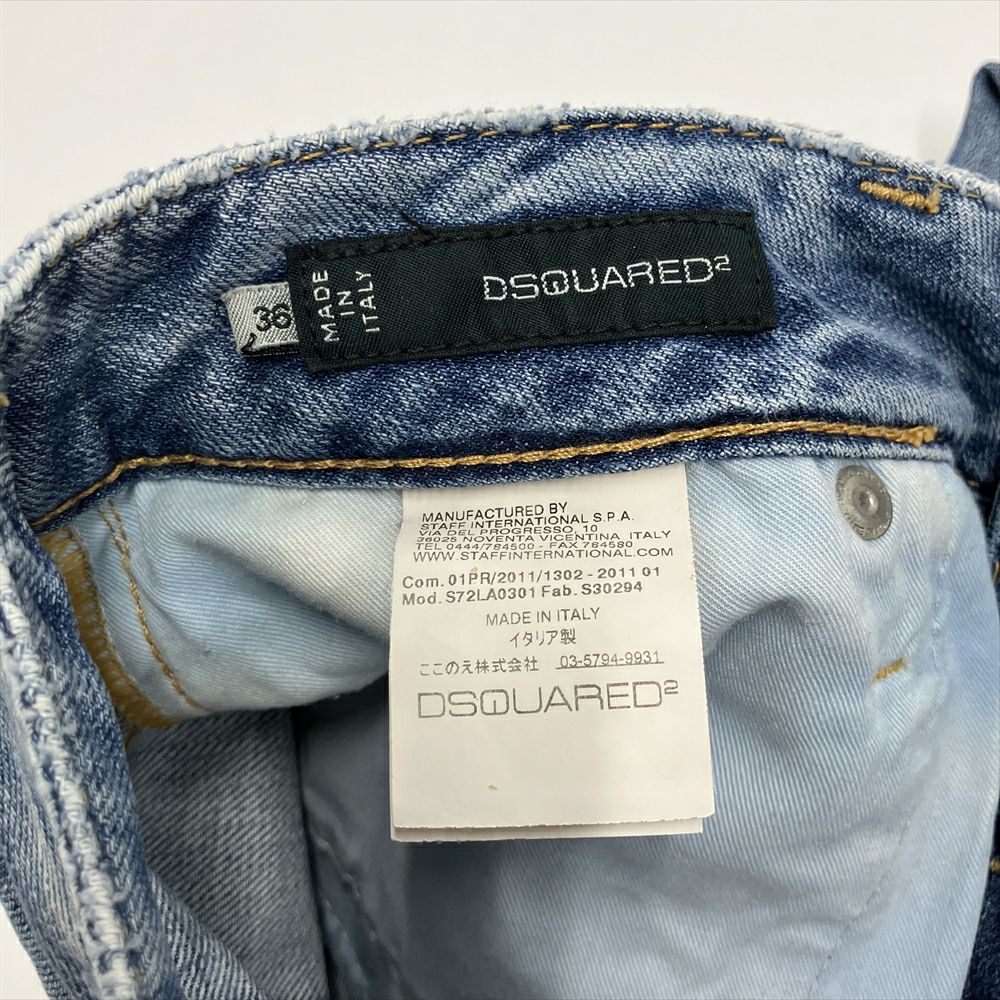 36
MADE
IN
ITALY
DSQUARED²
MANUFACTURED BY
STAFF INTERNATIONAL S.P.A.
VIA DEL PROGRESSO, 10
36025 NOVENTA VICENTINA, ITALY
TEL 0444/784500 - FAX 784580
WWW.STAFFINTERNATIONAL.COM
Com. 01PR/2011/1302 - 2011 01
Mod. S72LA0301 Fab. S30294
MADE IN ITALY
イタリア製
ここのえ株式会社 03-5794-9931
DSQUARED²